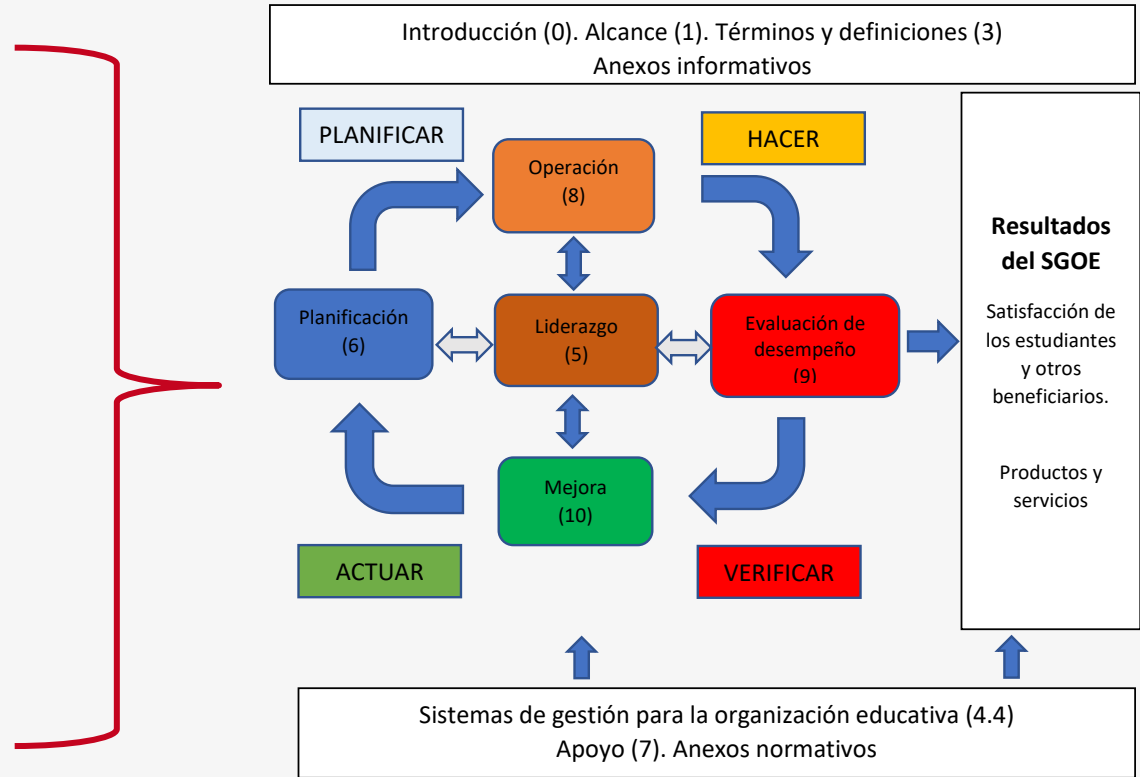 Introducción (0). Alcance (1). Términos y definiciones (3)
Anexos informativos
PLANIFICAR
HACER
Operación
(8)
Planificación
(6)
Liderazgo
(5)
Evaluación de
desempeño
(9)
Mejora
(10)
ACTUAR
VERIFICAR
Resultados
del SGOE
Satisfacción de
los estudiantes
y otros
beneficiarios.
Productos y
servicios
Sistemas de gestión para la organización educativa (4.4)
Apoyo (7). Anexos normativos